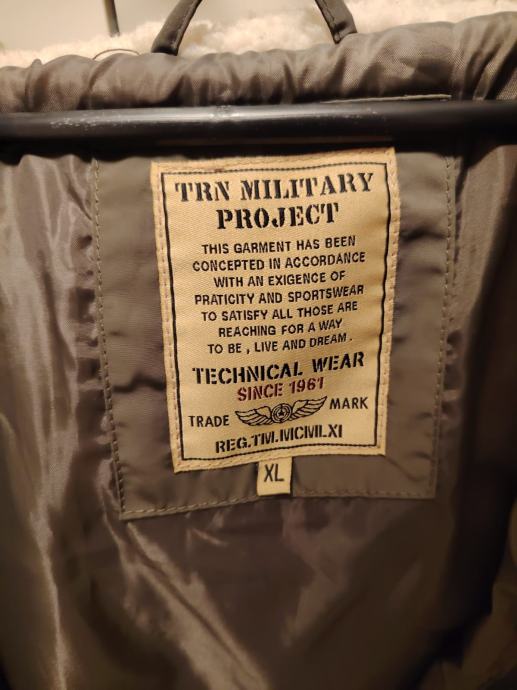 TRN MILITARY
PROJECT
THIS GARMENT HAS BEEN
CONCEPTED IN ACCORDANCE
WITH AN EXIGENCE OF
PRATICITY AND SPORTSWEAR
TO SATISFY ALL THOSE ARE
REACHING FOR A WAY
TO BE , LIVE AND DREAM .
TECHNICAL WEAR
SINCE 1961
TRADE MARK
REG.TM.MCMLXI
XL